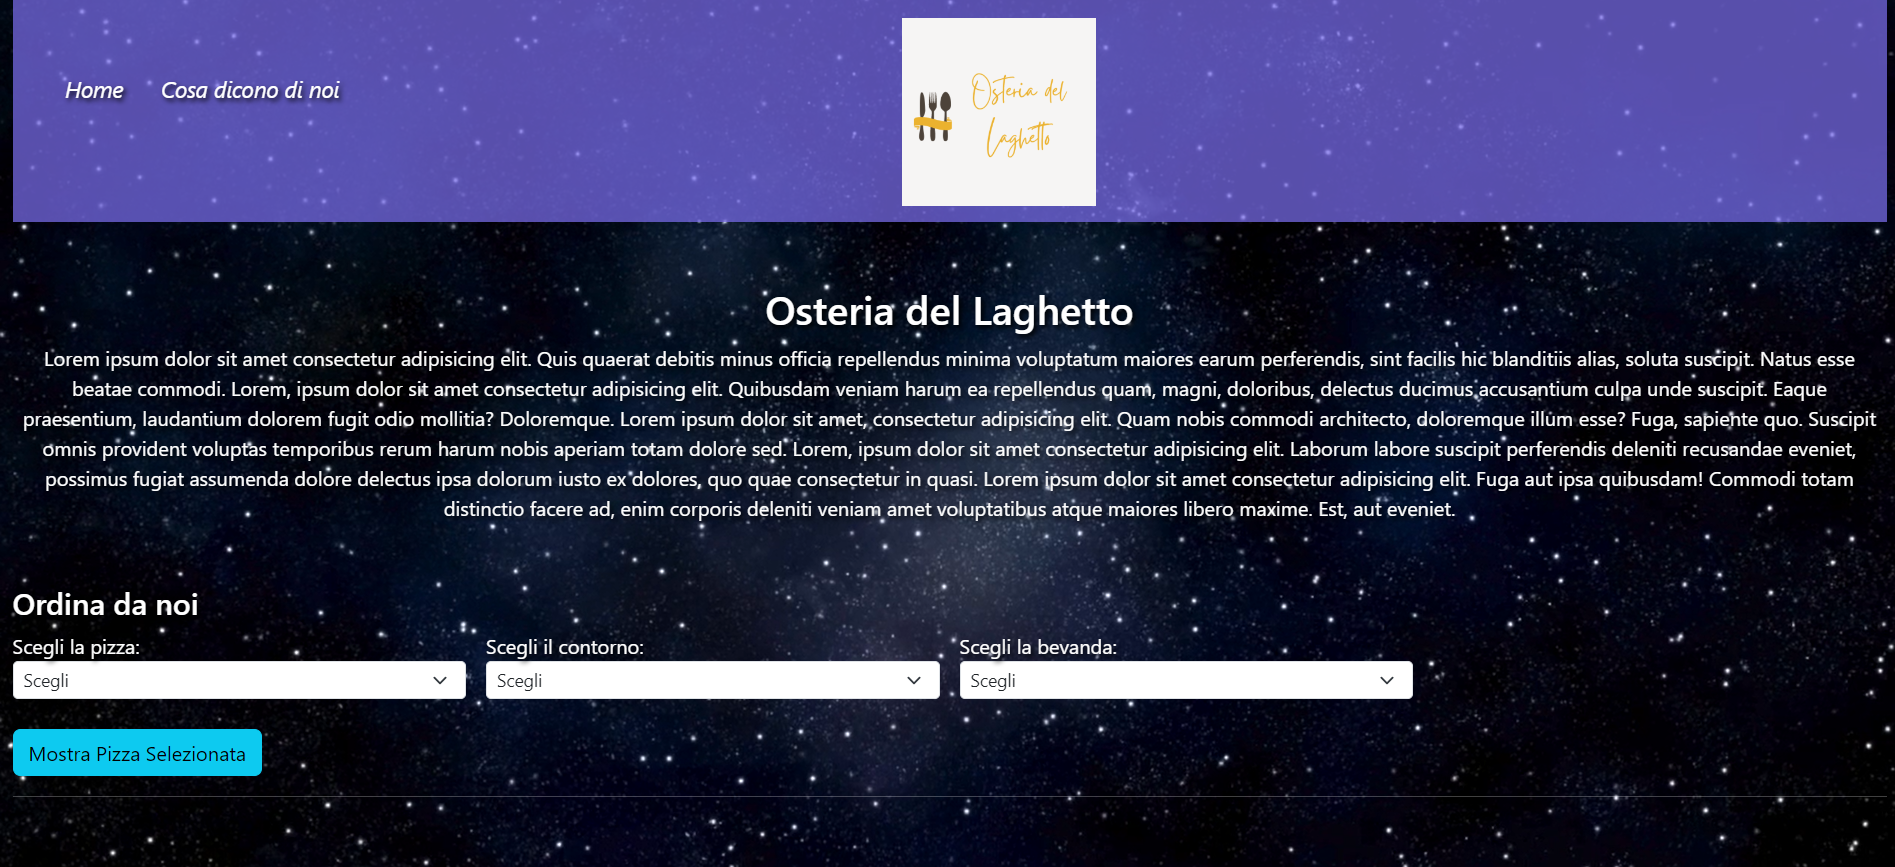 Home
Cosa dicono di noi
Osteria del
Laghetto
Osteria del Laghetto
Lorem ipsum dolor sit amet consectetur adipisicing elit. Quis quaerat debitis minus officia repellendus minima voluptatum maiores earum perferendis, sint facilis hic blanditiis alias, soluta suscipit. Natus esse
beatae commodi. Lorem, ipsum dolor sit amet consectetur adipisicing elit. Quibusdam veniam harum ea repellendus quam, magni, doloribus, delectus ducimus accusantium culpa unde suscipit. Eaque
praesentium, laudantium dolorem fugit odio mollitia? Doloremque. Lorem ipsum dolor sit amet, consectetur adipisicing elit. Quam nobis commodi architecto, doloremque illum esse? Fuga, sapiente quo. Suscipit
omnis provident voluptas temporibus rerum harum nobis aperiam totam dolore sed. Lorem, ipsum dolor sit amet consectetur adipisicing elit. Laborum labore suscipit perferendis deleniti recusandae eveniet,
possimus fugiat assumenda dolore delectus ipsa dolorum iusto ex dolores, quo quae consectetur in quasi. Lorem ipsum dolor sit amet consectetur adipisicing elit. Fuga aut ipsa quibusdam! Commodi totam
distinctio facere ad, enim corporis deleniti veniam amet voluptatibus atque maiores libero maxime. Est, aut eveniet.
Ordina da noi
Scegli la pizza:
Scegli
Scegli il contorno:
Scegli
Scegli la bevanda:
Scegli
Mostra Pizza Selezionata